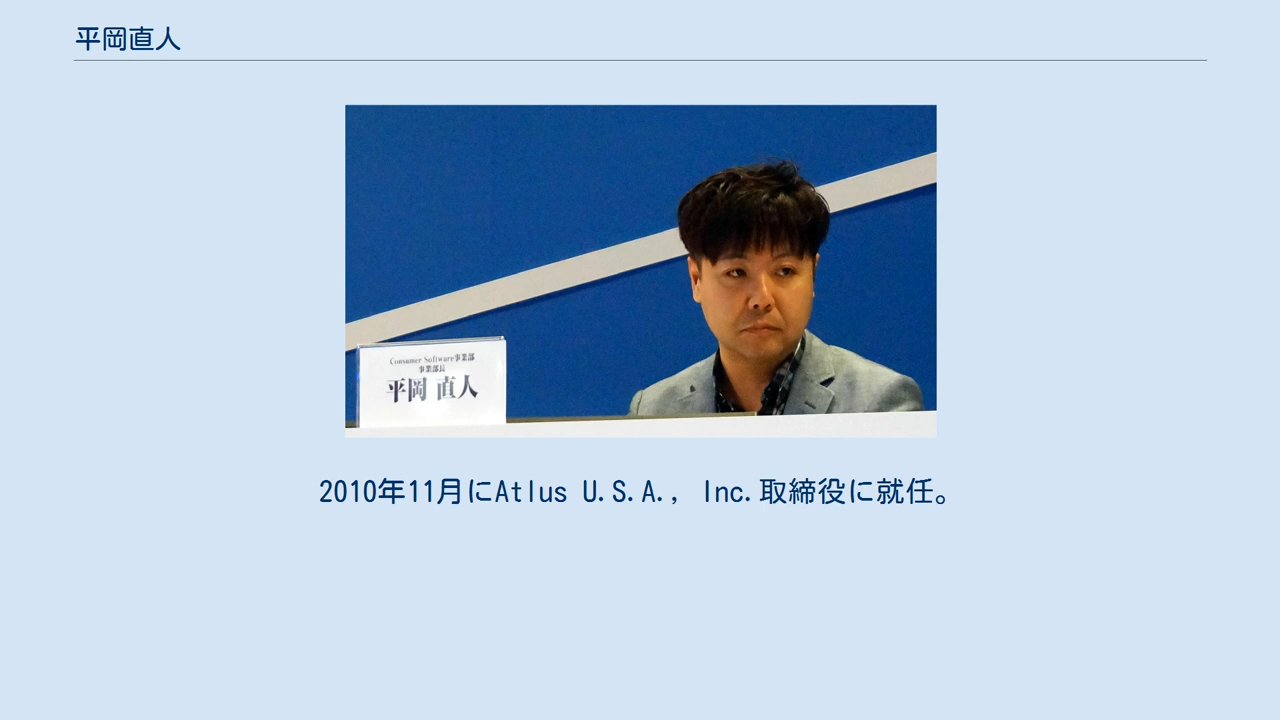 平岡直人
Consumer Software事業部
事業部長
平岡 直人
2010年11月にAtlus U.S.A., Inc.取締役に就任。